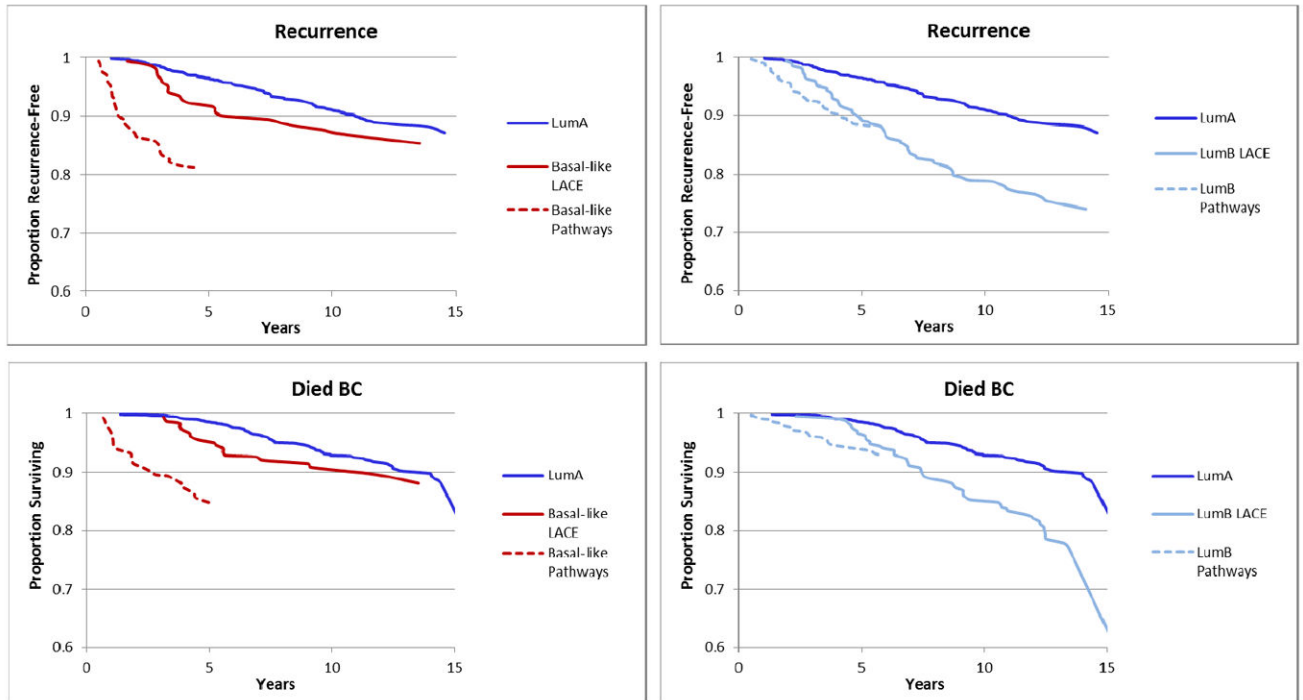 Recurrence
Proportion Recurrence-Free
1
0.9
0.8
0.7
0.6
0
5
10
15
Years
LumA
Basal-like
LACE
Basal-like
Pathways
Recurrence
Proportion Recurrence-Free
1
0.9
0.8
0.7
0.6
0
5
10
15
Years
LumA
LumB LACE
LumB
Pathways
Died BC
Proportion Surviving
1
0.9
0.8
0.7
0.6
0
5
10
15
Years
LumA
Basal-like
LACE
Basal-like
Pathways
Died BC
Proportion Surviving
1
0.9
0.8
0.7
0.6
0
5
10
15
Years
LumA
LumB LACE
LumB
Pathways